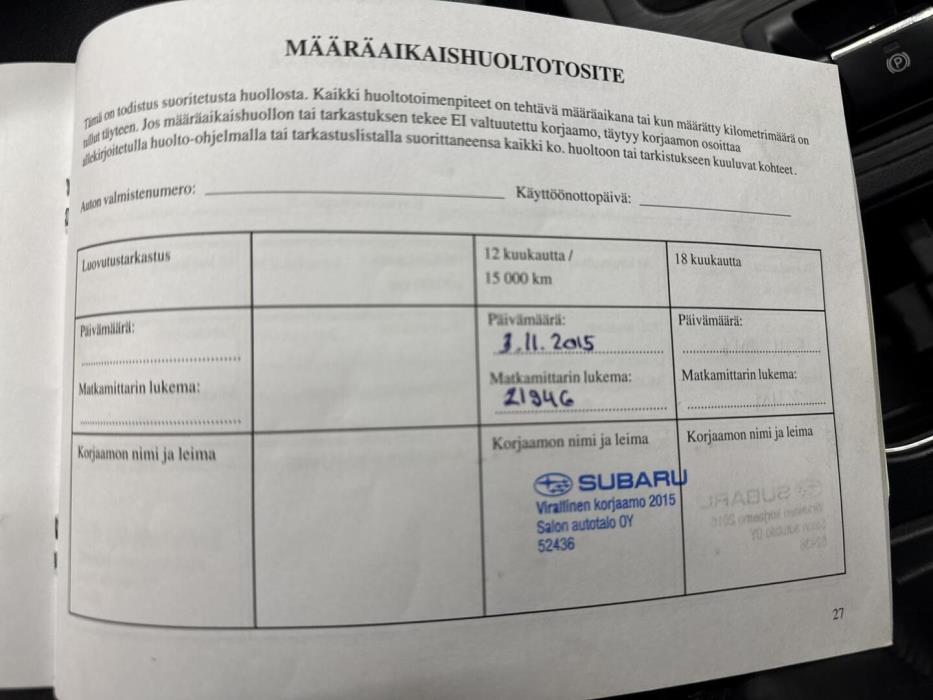 MÄÄRÄAIKAISHUOLTOTOSITE
Tämä on todistus suoritetusta huollosta. Kaikki huoltotoimenpiteet on tehtävä määräaikana tai kun määrätty kilometrimäärä on
tullut täyteen. Jos määräaikaishuollon tai tarkastuksen tekee EI valtuutettu korjaamo, täytyy korjaamon osoittaa
allekirjoitetulla huolto-ohjelmalla tai tarkastuslistalla suorittaneensa kaikki ko. huoltoon tai tarkistukseen kuuluvat kohteet.
Auton valmistenumero: Käyttöönottopäivä:
Luovutustarkastus
12 kuukautta /
15 000 km
18 kuukautta
Päivämäärä:
Päivämäärä:
3.11.2015
Päivämäärä:
Matkamittarin lukema:
Matkamittarin lukema:
21946
Matkamittarin lukema:
Korjaamon nimi ja leima
Korjaamon nimi ja leima
SUBARU
Virallinen korjaamo 2015
Salon autotalo OY
52436
Korjaamon nimi ja leima
27
P